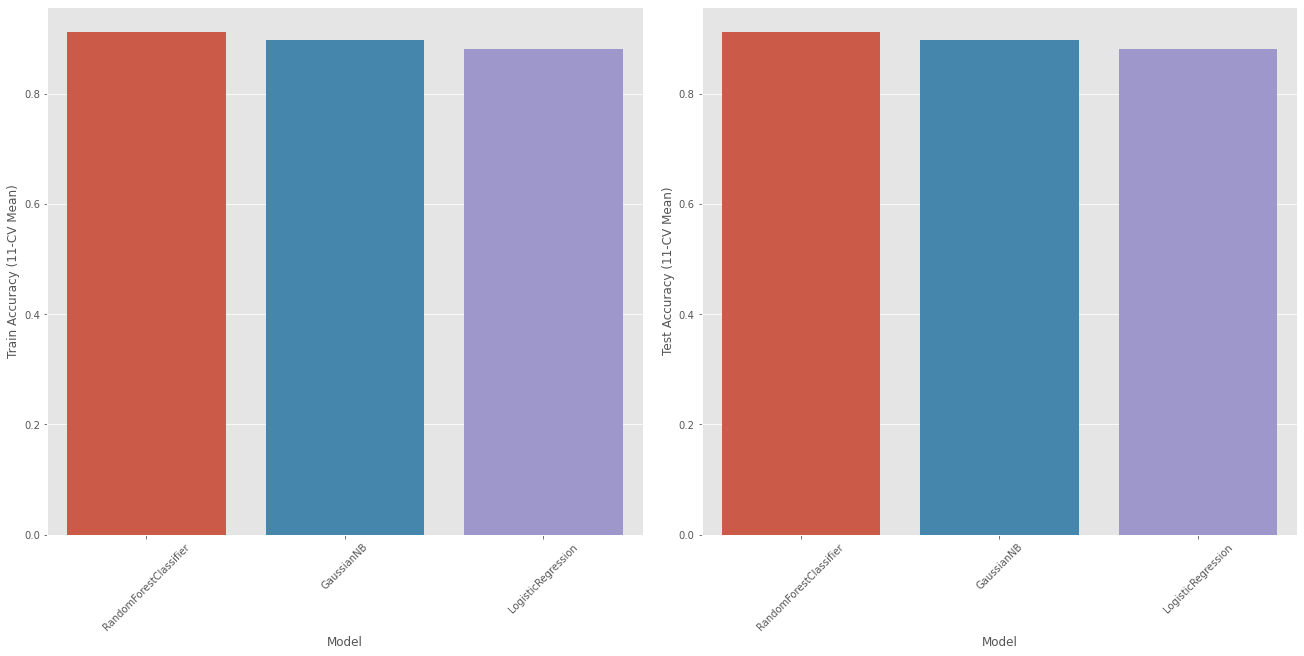 Train Accuracy (11-CV Mean)
0.8
0.6
0.4
0.2
0.0
RandomForestClassifier
GaussianNB
LogisticRegression
Model
Test Accuracy (11-CV Mean)
0.8
0.6
0.4
0.2
0.0
RandomForestClassifier
GaussianNB
LogisticRegression
Model